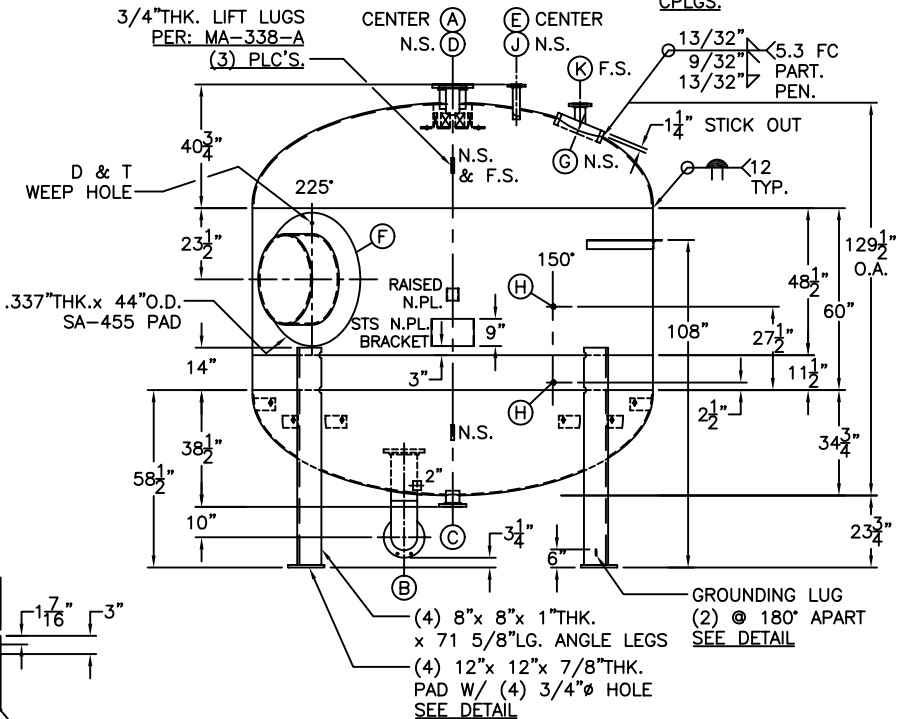 CPLGS.
3/4"THK. LIFT LUGS
PER: MA-338-A
(3) PLC'S.
CENTER A
N.S. D
E CENTER
J N.S.
K F.S.
13/32"
9/32"
13/32"
5.3 FC
PART.
PEN.
1 1/4" STICK OUT
G N.S.
40 3/4"
N.S.
& F.S.
D & T
WEEP HOLE
225°
12
TYP.
23 1/2"
F
129 1/2"
O.A.
48 1/2"
60"
150°
RAISED
N.PL.
H
.337"THK.x 44"O.D.
SA-455 PAD
STS N.PL.
BRACKET
9"
108"
27 1/2"
14"
3"
11 1/2"
H
2 1/2"
38 1/2"
N.S.
34 3/4"
58 1/2"
2"
10"
C
3 1/4"
6"
23 3/4"
B
GROUNDING LUG
(2) @ 180° APART
SEE DETAIL
1 7/16"
3"
(4) 8"x 8"x 1"THK.
x 71 5/8"LG. ANGLE LEGS
(4) 12"x 12"x 7/8"THK.
PAD W/ (4) 3/4"ø HOLE
SEE DETAIL